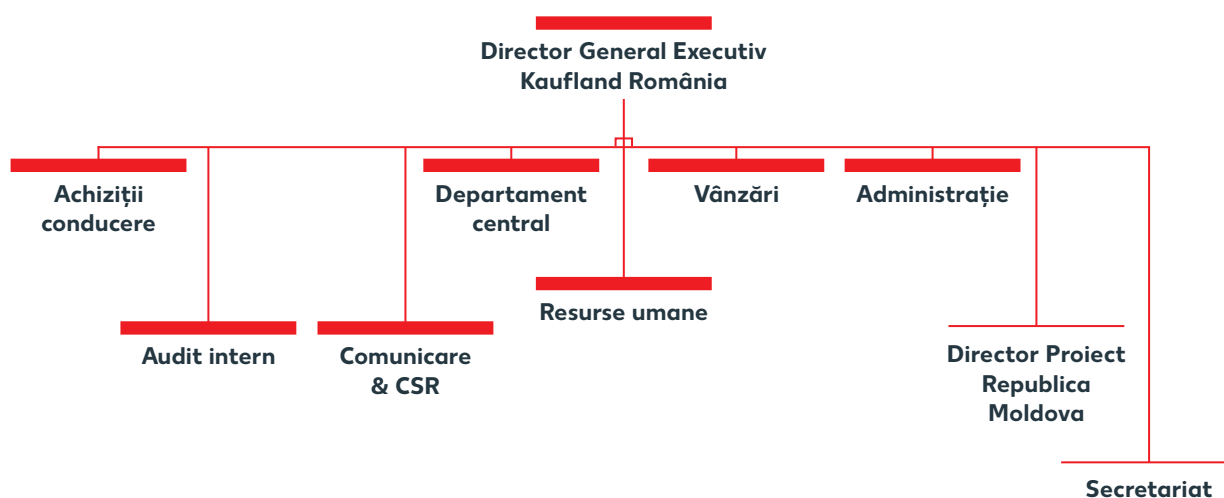 Director General Executiv
Kaufland România
Achiziții
conducere
Departament
central
Vânzări
Administrație
Resurse umane
Audit intern
Comunicare
& CSR
Director Proiect
Republica
Moldova
Secretariat